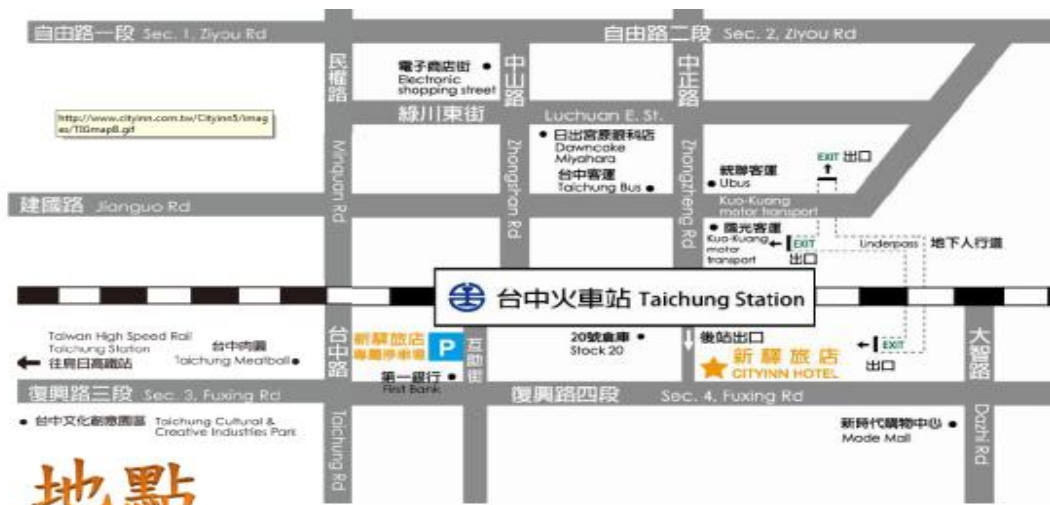 自由路一段 Sec. 1, Ziyou Rd
自由路二段 Sec. 2, Ziyou Rd
民權路
Minquan Rd
電子商店街
Electronic
shopping street
中山路
Zhongshan Rd
中正路
Zhongzheng Rd
綠川東街 Luchuan E. St.
http://www.cityinn.com.tw/Cityinn5/imag
es/TIGmapB.gif
日出宮原眼科店
Dawncake
Miyahara
台中客運
Taichung Bus
統聯客運
Ubus
EXIT 出口
Kuo-Kuang
motor transport
建國路 Jianguo Rd
國光客運
Kuo-Kuang
motor
transport
EXIT
出口
Underpass 地下人行道
台中火車站 Taichung Station
Taiwan High Speed Rail
Taichung Station
往烏日高鐵站
台中肉圓
Taichung Meatball
台中路
Taichung Rd
新驛旅店
專屬停車場
P
互助街
第一銀行
First Bank
20號倉庫
Stock 20
後站出口
新驛旅店
CITYINN HOTEL
EXIT
出口
大智路
Dazhi Rd
復興路三段 Sec. 3, Fuxing Rd
復興路四段 Sec. 4, Fuxing Rd
台中文化創意園區 Taichung Cultural &
Creative Industries Park
新時代購物中心
Mode Mall
地點